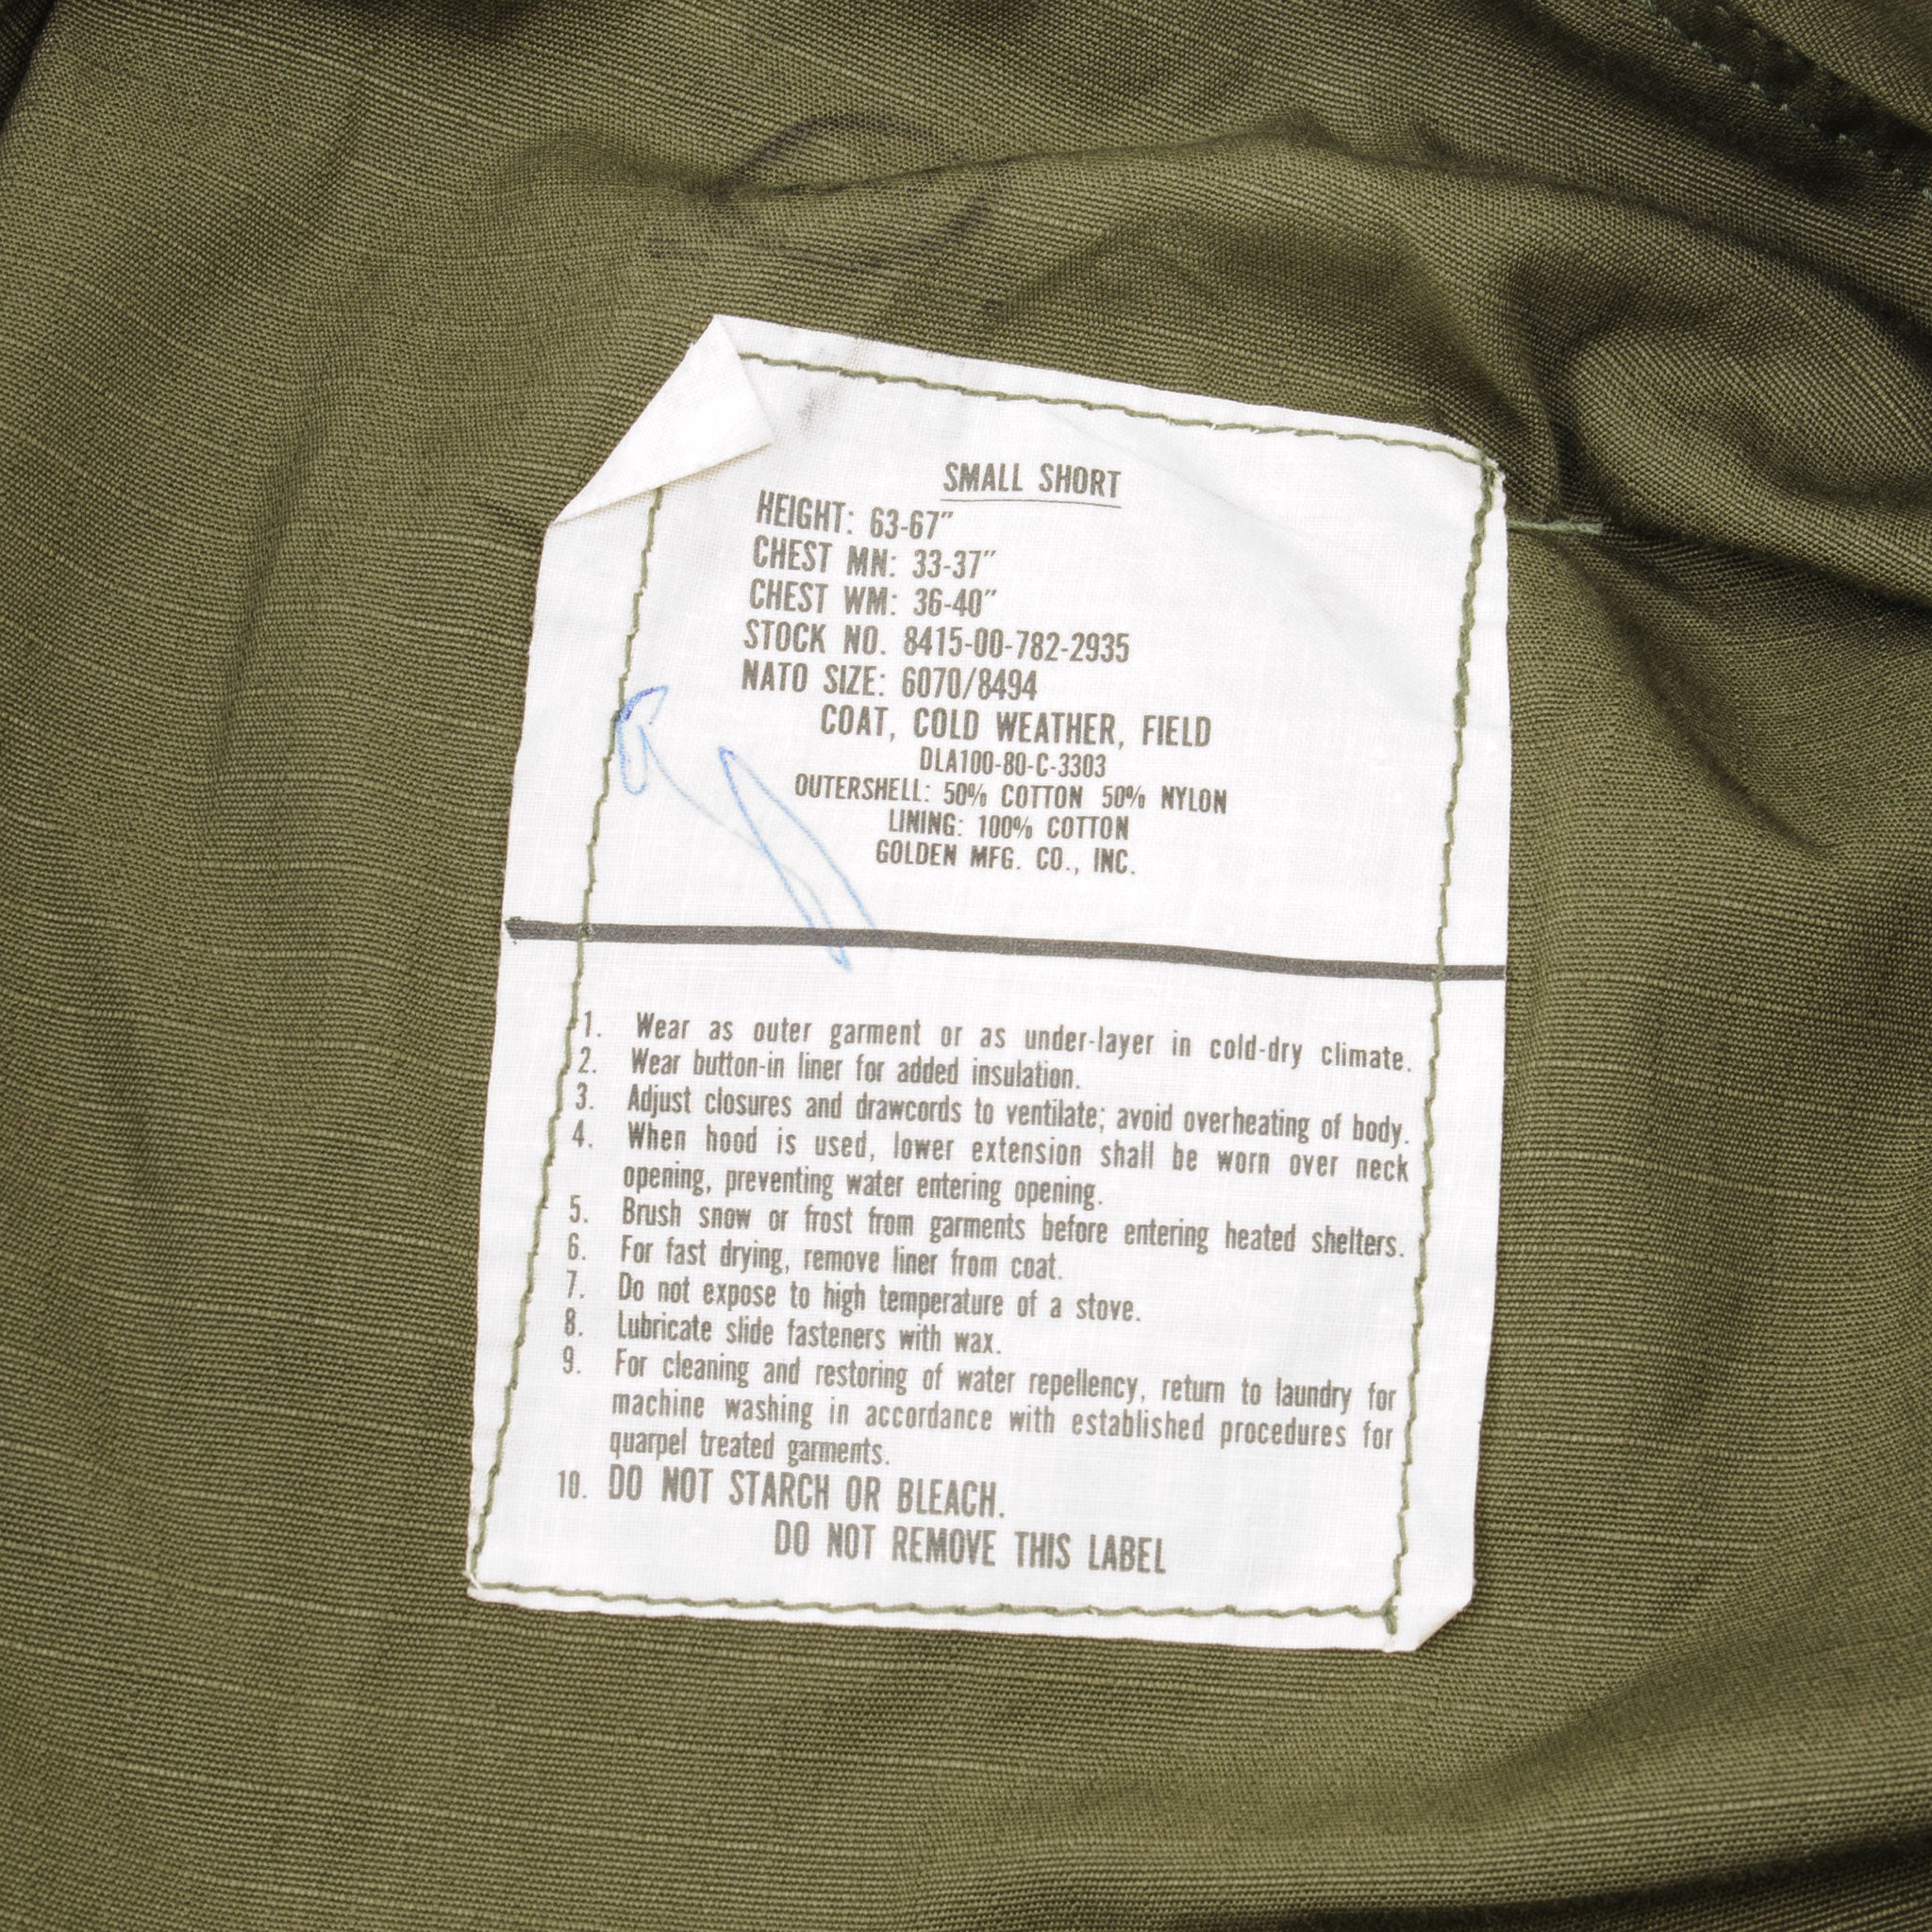 SMALL SHORT
HEIGHT: 63-67"
CHEST MN: 33-37"
CHEST WM: 36-40"
STOCK NO. 8415-00-782-2935
NATO SIZE: 6070/8494
COAT, COLD WEATHER, FIELD
DLA100-80-C-3303
OUTERSHELL: 50% COTTON 50% NYLON
LINING: 100% COTTON
GOLDEN MFG. CO., INC.
1. Wear as outer garment or as under-layer in cold-dry climate.
2. Wear button-in liner for added insulation.
3. Adjust closures and drawcords to ventilate; avoid overheating of body.
4. When hood is used, lower extension shall be worn over neck
opening, preventing water entering opening.
5. Brush snow or frost from garments before entering heated shelters.
6. For fast drying, remove liner from coat.
7. Do not expose to high temperature of a stove.
8. Lubricate slide fasteners with wax.
9. For cleaning and restoring of water repellency, return to laundry for
machine washing in accordance with established procedures for
quarpel treated garments.
10. DO NOT STARCH OR BLEACH.
DO NOT REMOVE THIS LABEL